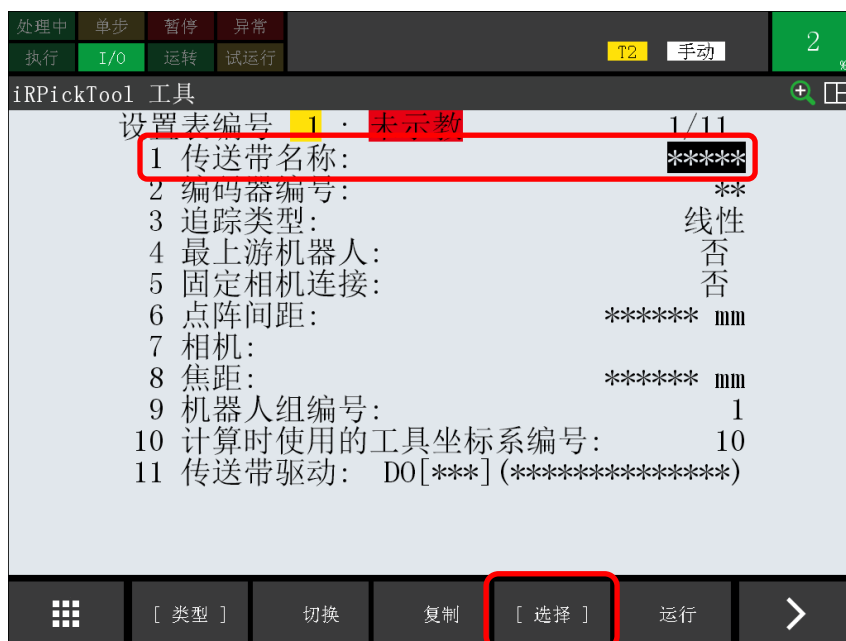 处理中 单步 暂停 异常
执行 I/O 运转 试运行 T2 手动 2 %
iRPickTool 工具
设置表编号 1 : 未示教 1/11
1 传送带名称: *****
2 编码器编号: **
3 追踪类型: 线性
4 最上游机器人: 否
5 固定相机连接: 否
6 点阵间距: ****** mm
7 相机:
8 焦距: ****** mm
9 机器人组编号: 1
10 计算时使用的工具坐标系编号: 10
11 传送带驱动: DO[***](**************)
[ 类型 ] 切换 复制 [ 选择 ] 运行